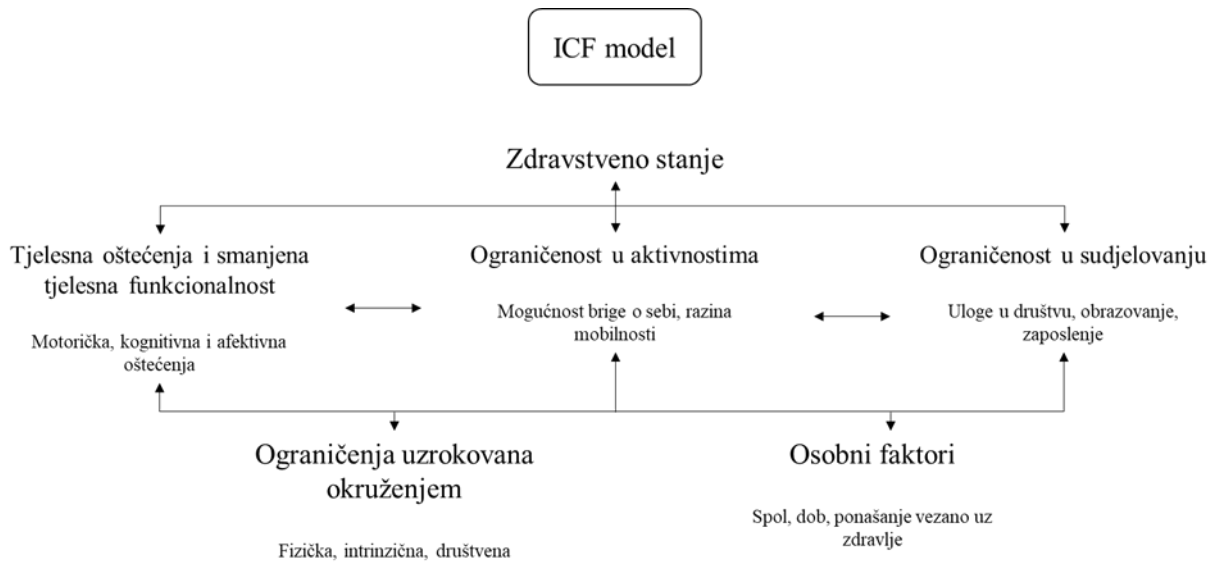 ICF model
Zdravstveno stanje
Tjelesna oštećenja i smanjena
tjelesna funkcionalnost
Motorička, kognitivna i afektivna
oštećenja
Ograničenost u aktivnostima
Mogućnost brige o sebi, razina
mobilnosti
Ograničenost u sudjelovanju
Uloge u društvu, obrazovanje,
zaposlenje
Ograničenja uzrokovana
okruženjem
Fizička, intrinzična, društvena
Osobni faktori
Spol, dob, ponašanje vezano uz
zdravlje